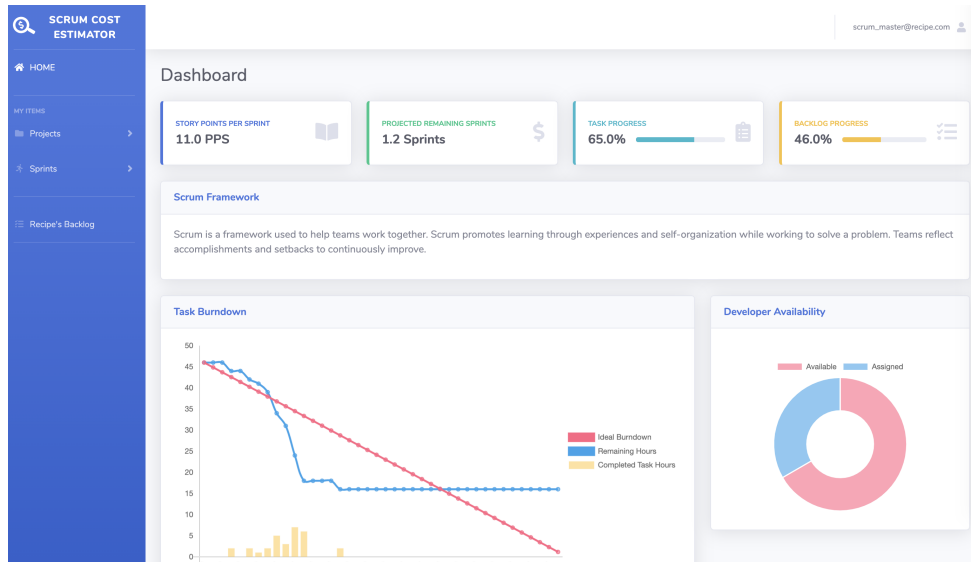 SCRUM COST
ESTIMATOR
scrum_master@recipe.com
HOME
MY ITEMS
Projects
Sprints
Recipe's Backlog
Dashboard
STORY POINTS PER SPRINT
11.0 PPS
PROJECTED REMAINING SPRINTS
1.2 Sprints
$
TASK PROGRESS
65.0%
BACKLOG PROGRESS
46.0%
Scrum Framework
Scrum is a framework used to help teams work together. Scrum promotes learning through experiences and self-organization while working to solve a problem. Teams reflect
accomplishments and setbacks to continuously improve.
Task Burndown
50
45
40
35
30
25
20
15
10
5
0
Ideal Burndown
Remaining Hours
Completed Task Hours
Developer Availability
Available
Assigned